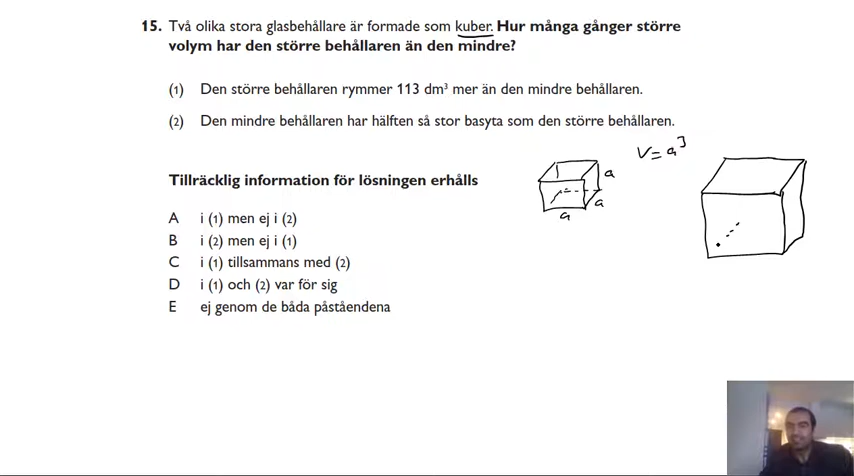 15. Två olika stora glasbehållare är formade som kuber. Hur många gånger större
volym har den större behållaren än den mindre?
(1) Den större behållaren rymmer 113 dm³ mer än den mindre behållaren.
(2) Den mindre behållaren har hälften så stor basyta som den större behållaren.
V = a³
a
a
a
Tillräcklig information för lösningen erhålls
A i (1) men ej i (2)
B i (2) men ej i (1)
C i (1) tillsammans med (2)
D i (1) och (2) var för sig
E ej genom de båda påståendena